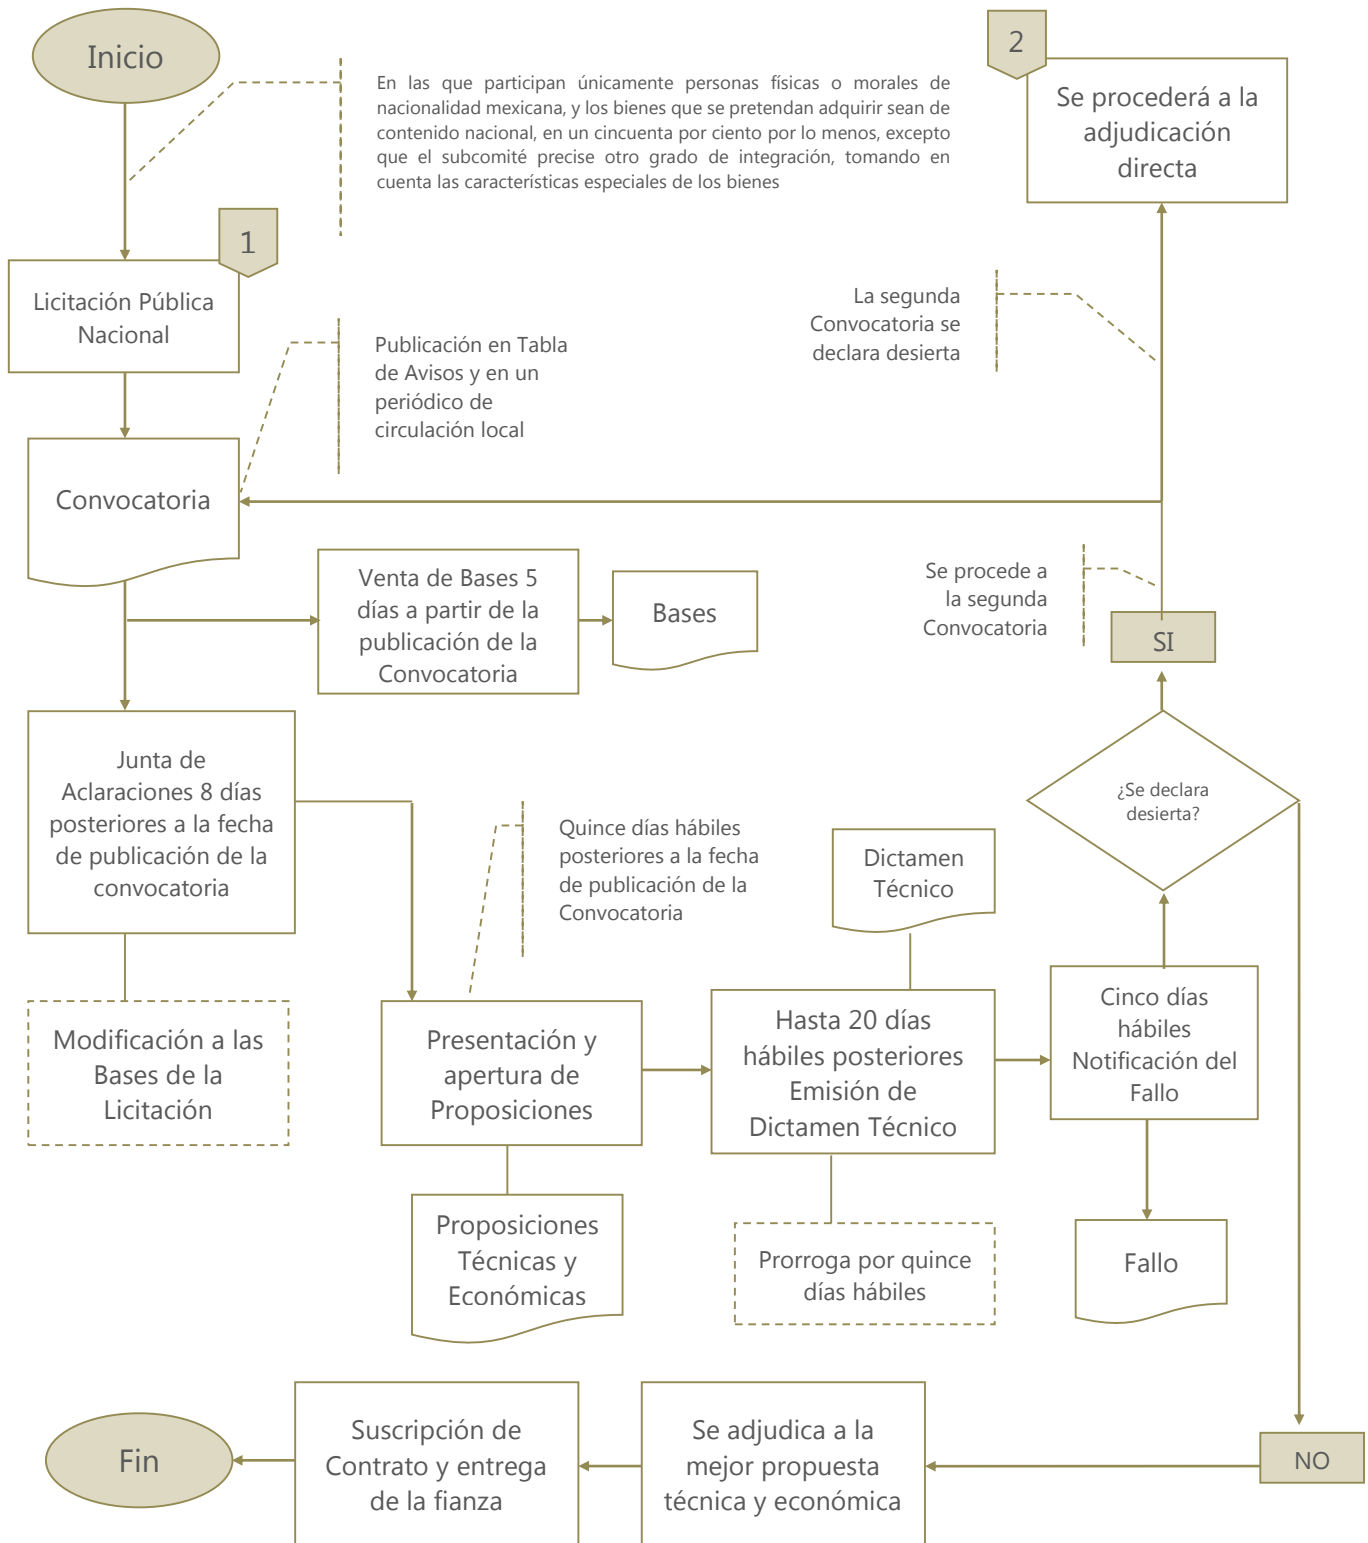 Inicio
En las que participan únicamente personas físicas o morales de
nacionalidad mexicana, y los bienes que se pretendan adquirir sean de
contenido nacional, en un cincuenta por ciento por lo menos, excepto
que el subcomité precise otro grado de integración, tomando en
cuenta las características especiales de los bienes
2
Se procederá a la
adjudicación
directa
1
Licitación Pública
Nacional
La segunda
Convocatoria se
declara desierta
Publicación en Tabla
de Avisos y en un
periódico de
circulación local
Convocatoria
Venta de Bases 5
días a partir de la
publicación de la
Convocatoria
Bases
Se procede a
la segunda
Convocatoria
SI
Junta de
Aclaraciones 8 días
posteriores a la fecha
de publicación de la
convocatoria
¿Se declara
desierta?
Quince días hábiles
posteriores a la fecha
de publicación de la
Convocatoria
Dictamen
Técnico
Modificación a las
Bases de la
Licitación
Presentación y
apertura de
Proposiciones
Hasta 20 días
hábiles posteriores
Emisión de
Dictamen Técnico
Cinco días
hábiles
Notificación del
Fallo
Proposiciones
Técnicas y
Económicas
Prorroga por quince
días hábiles
Fallo
Fin
Suscripción de
Contrato y entrega
de la fianza
Se adjudica a la
mejor propuesta
técnica y económica
NO